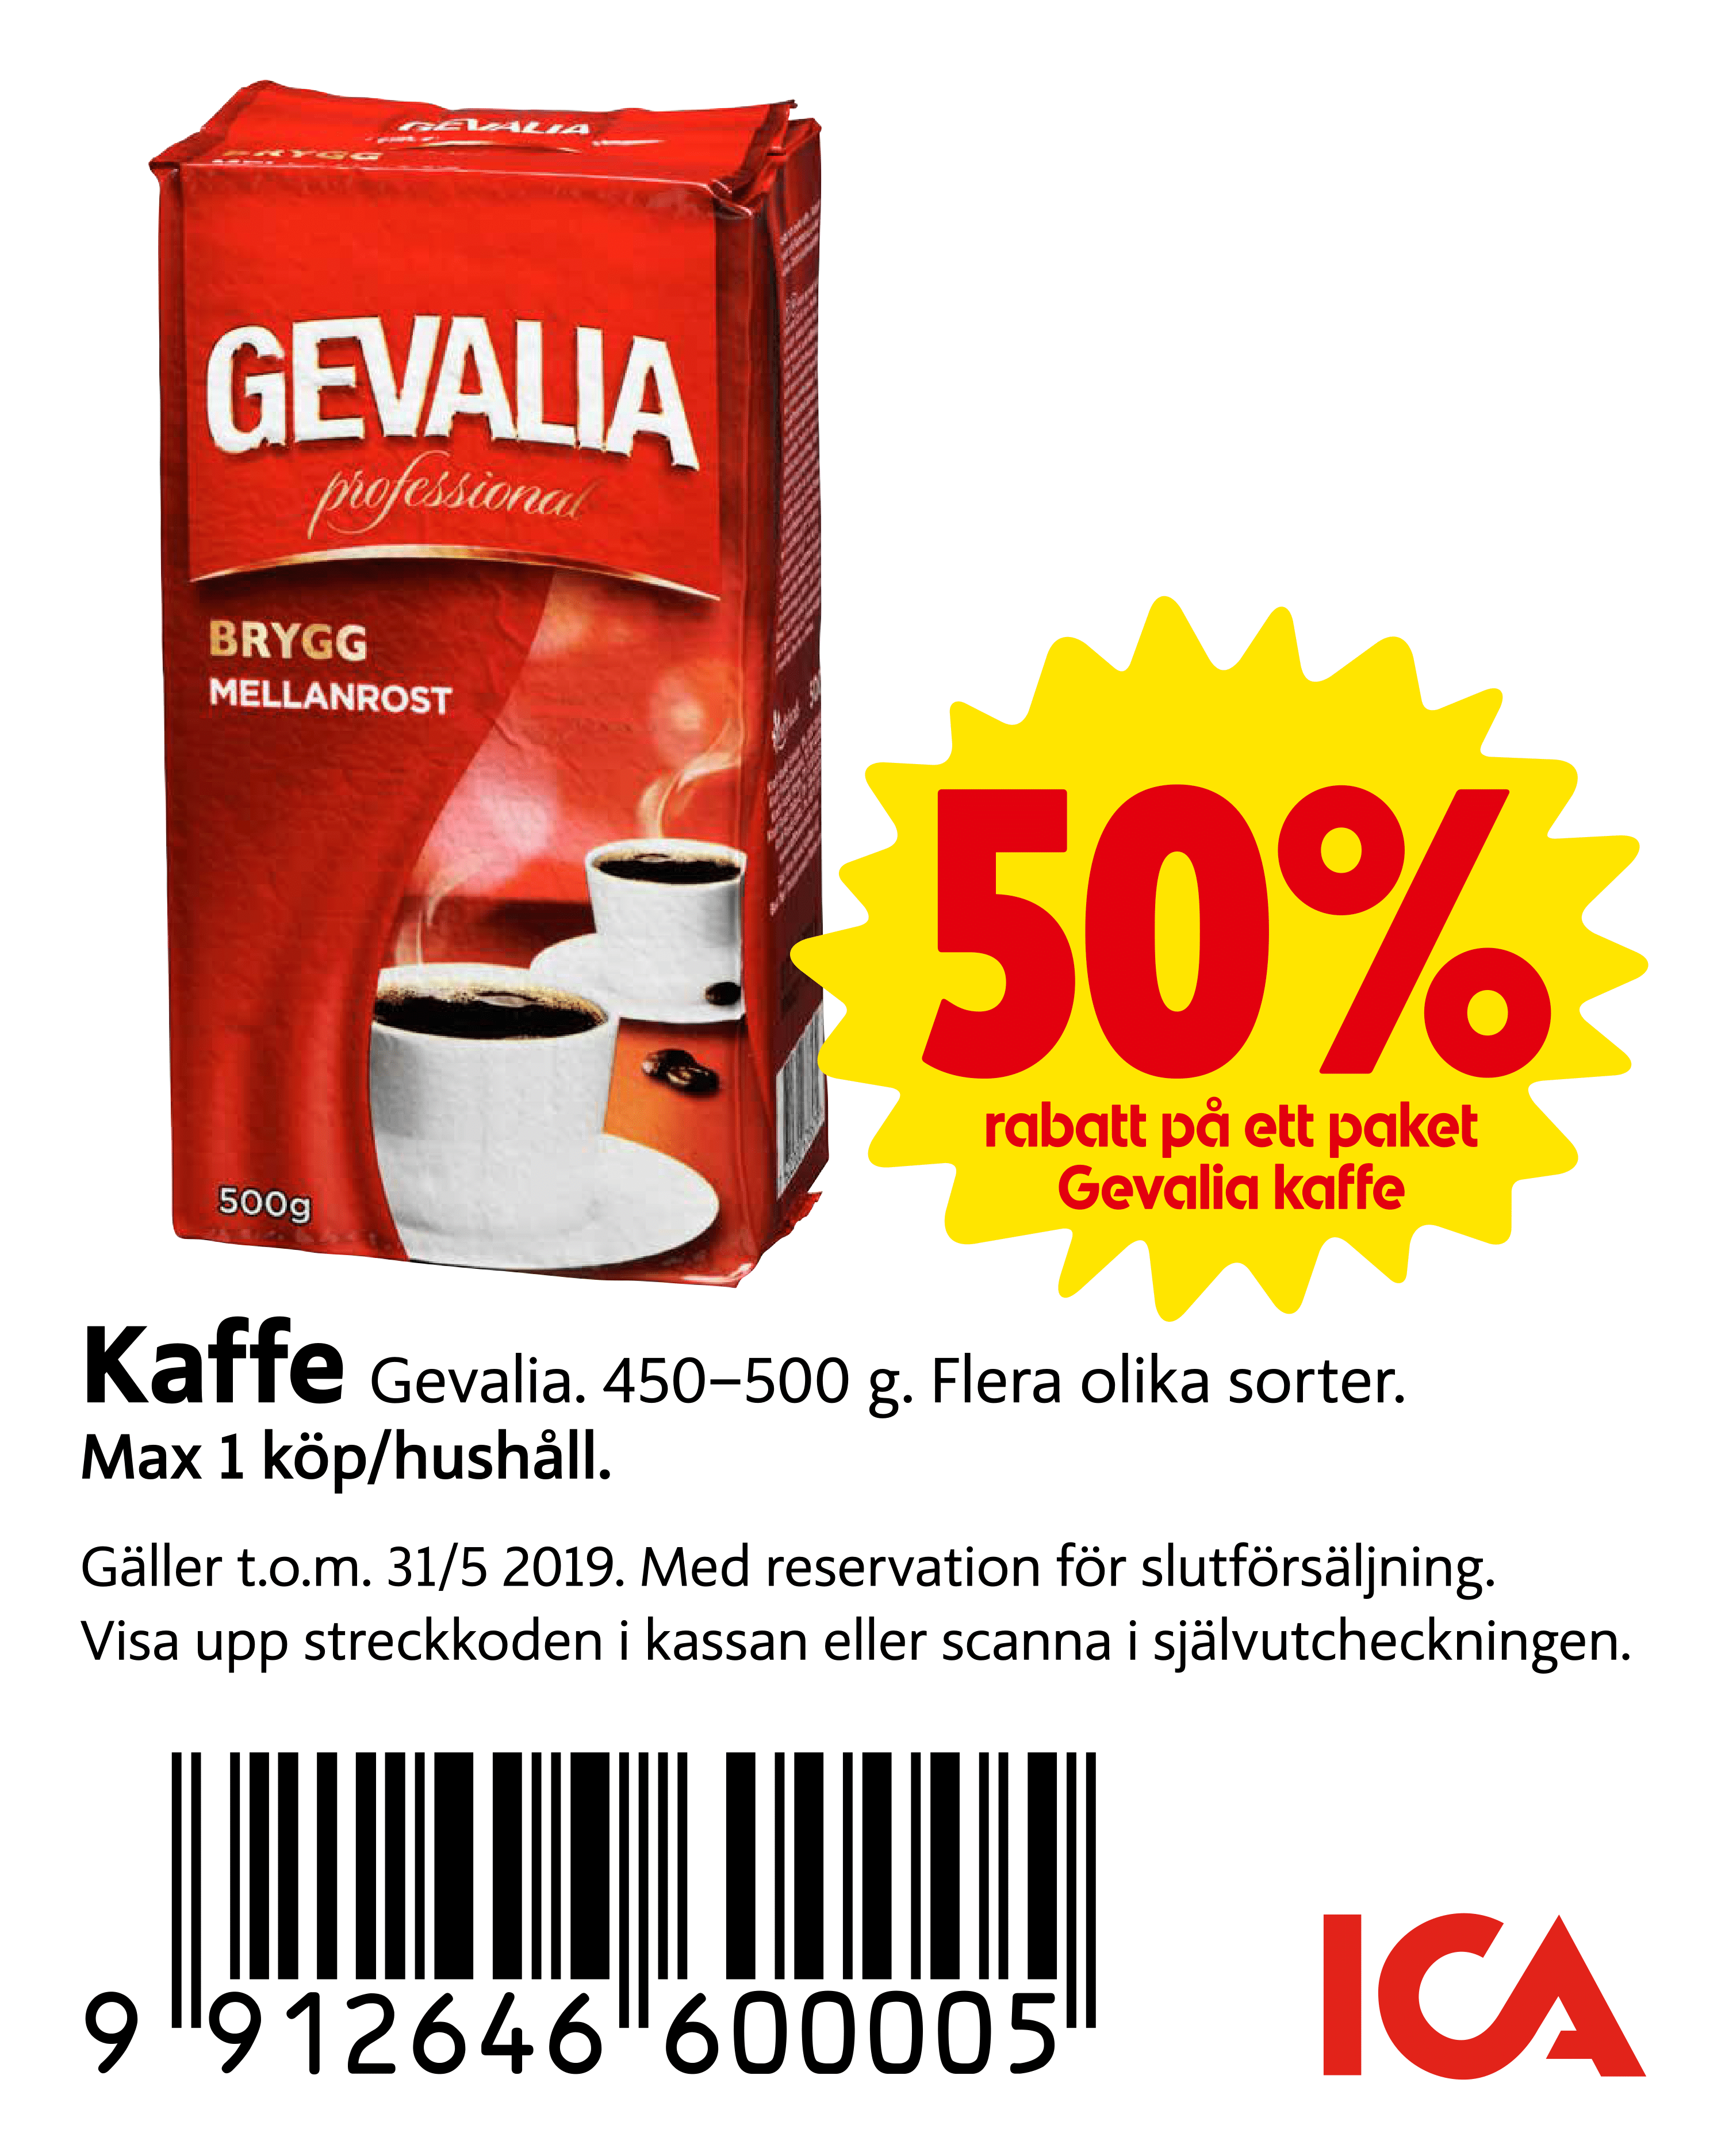 GEVALIA
BRYGG
GEVALIA
professional
BRYGG
MELLANROST
500g
50%
rabatt på ett paket
Gevalia kaffe
Kaffe Gevalia. 450–500 g. Flera olika sorter.
Max 1 köp/hushåll.
Gäller t.o.m. 31/5 2019. Med reservation för slutförsäljning.
Visa upp streckkoden i kassan eller scanna i självutcheckningen.
9 912646 600005
ICA